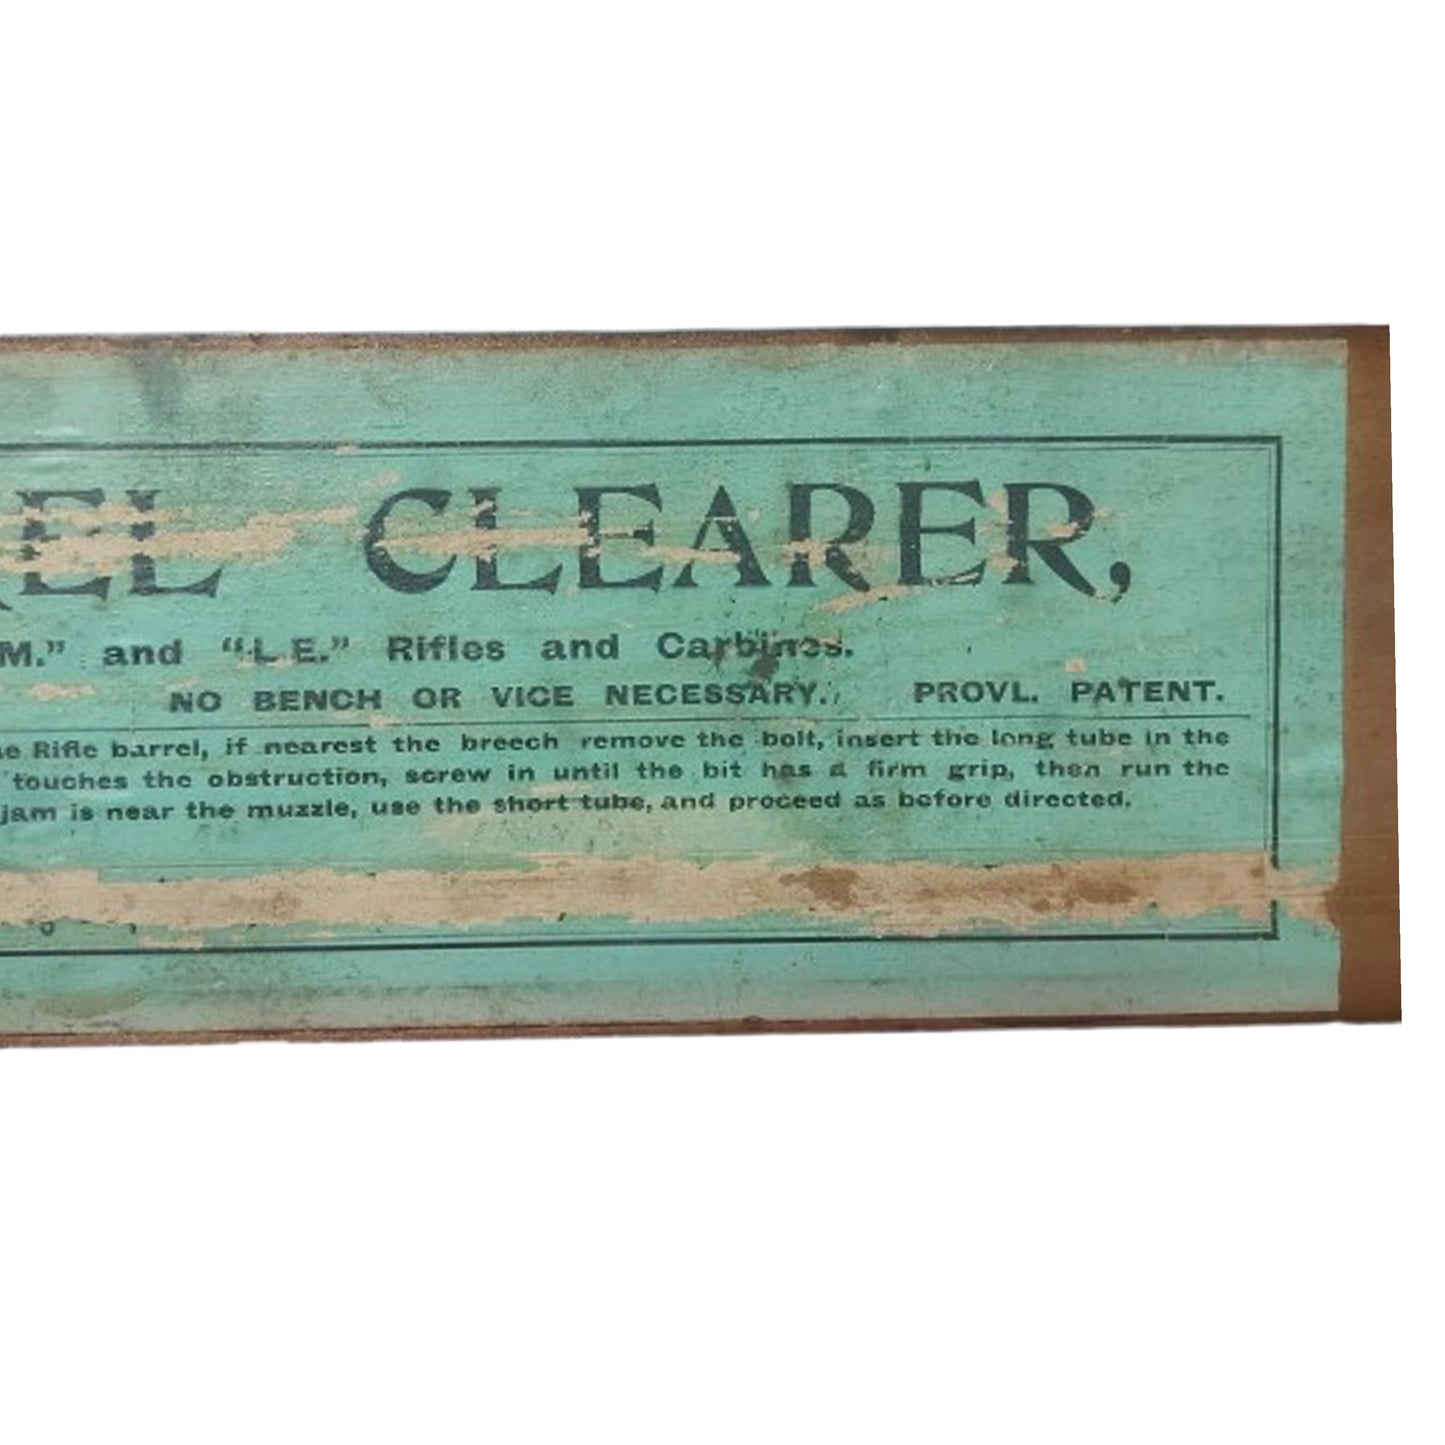 EL CLEARER,
M.” and “L.E.” Rifles and Carbines.
NO BENCH OR VICE NECESSARY. PROVL. PATENT.
Rifle barrel, if nearest the breech remove the bolt, insert the long tube in the
touches the obstruction, screw in until the bit has a firm grip, then run the
jam is near the muzzle, use the short tube, and proceed as before directed.